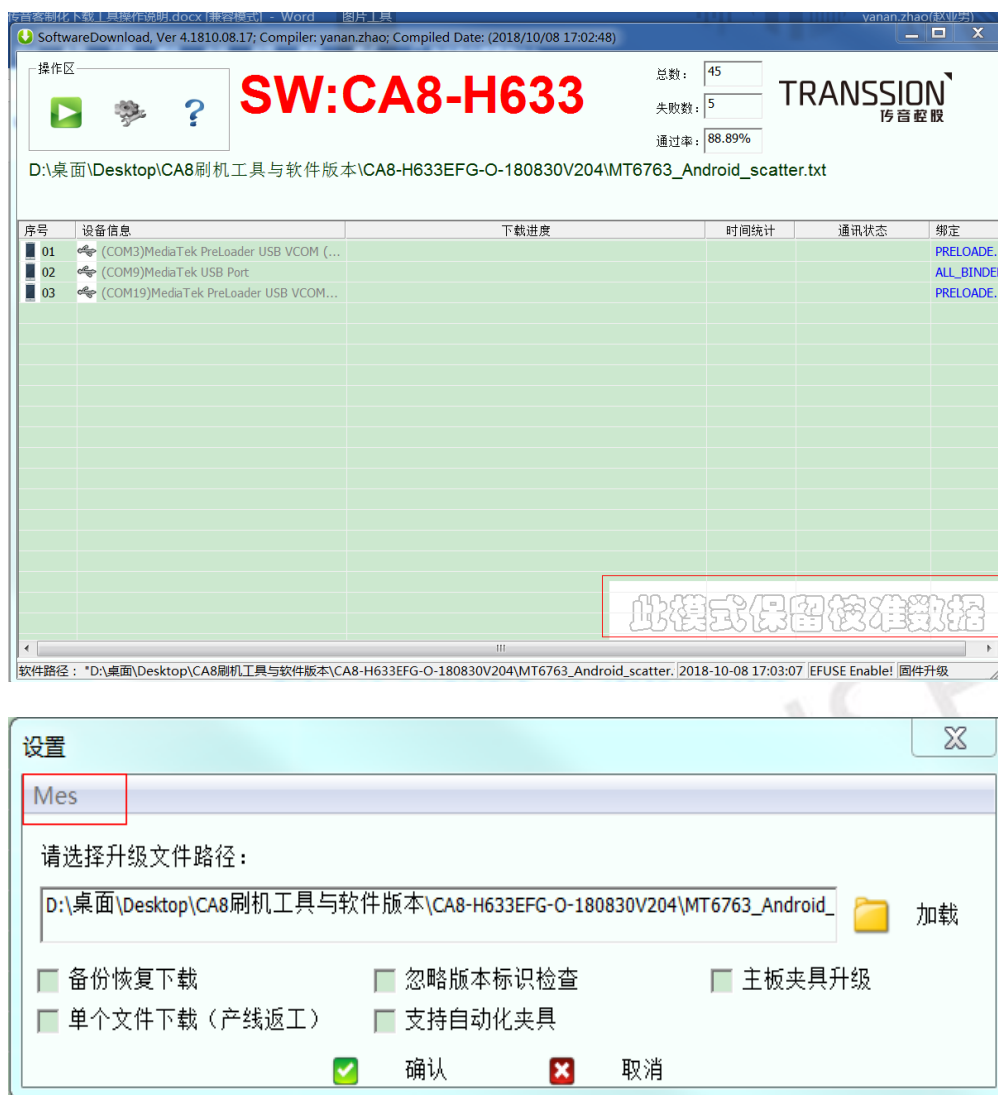 传音客制化下载工具操作说明.docx [兼容模式] - Word 图片工具 yanan.zhao(赵亚男)
SoftwareDownload, Ver 4.1810.08.17; Compiler: yanan.zhao; Compiled Date: (2018/10/08 17:02:48)
操作区
SW:CA8-H633
总数: 45
失败数: 5
通过率: 88.89%
TRANSSION
传音控股
D:\桌面\Desktop\CA8刷机工具与软件版本\CA8-H633EFG-O-180830V204\MT6763_Android_scatter.txt
序号 设备信息 下载进度 时间统计 通讯状态 绑定
01 (COM3)MediaTek PreLoader USB VCOM (... PRELOADE.
02 (COM9)MediaTek USB Port ALL_BINDE
03 (COM19)MediaTek PreLoader USB VCOM... PRELOADE.
此模式保留校准数据
软件路径: "D:\桌面\Desktop\CA8刷机工具与软件版本\CA8-H633EFG-O-180830V204\MT6763_Android_scatter. 2018-10-08 17:03:07 EFUSE Enable! 固件升级
设置
Mes
请选择升级文件路径:
D:\桌面\Desktop\CA8刷机工具与软件版本\CA8-H633EFG-O-180830V204\MT6763_Android_ 加载
备份恢复下载 忽略版本标识检查 主板夹具升级
单个文件下载(产线返工) 支持自动化夹具
确认 取消